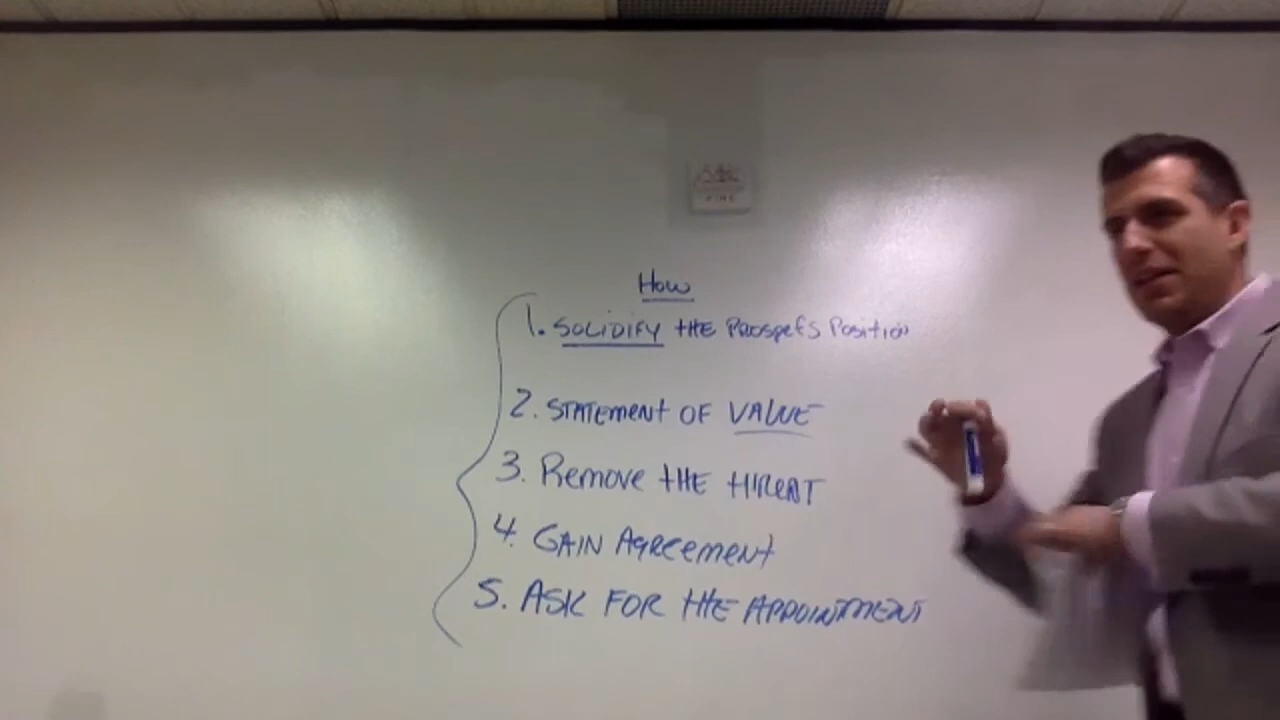 How
1. SOLIDIFY THE PROSPECTS POSITION
2. STATEMENT OF VALUE
3. Remove THE THREAT
4. GAIN AGREEMENT
5. ASK FOR THE APPOINTMENT
FIRE